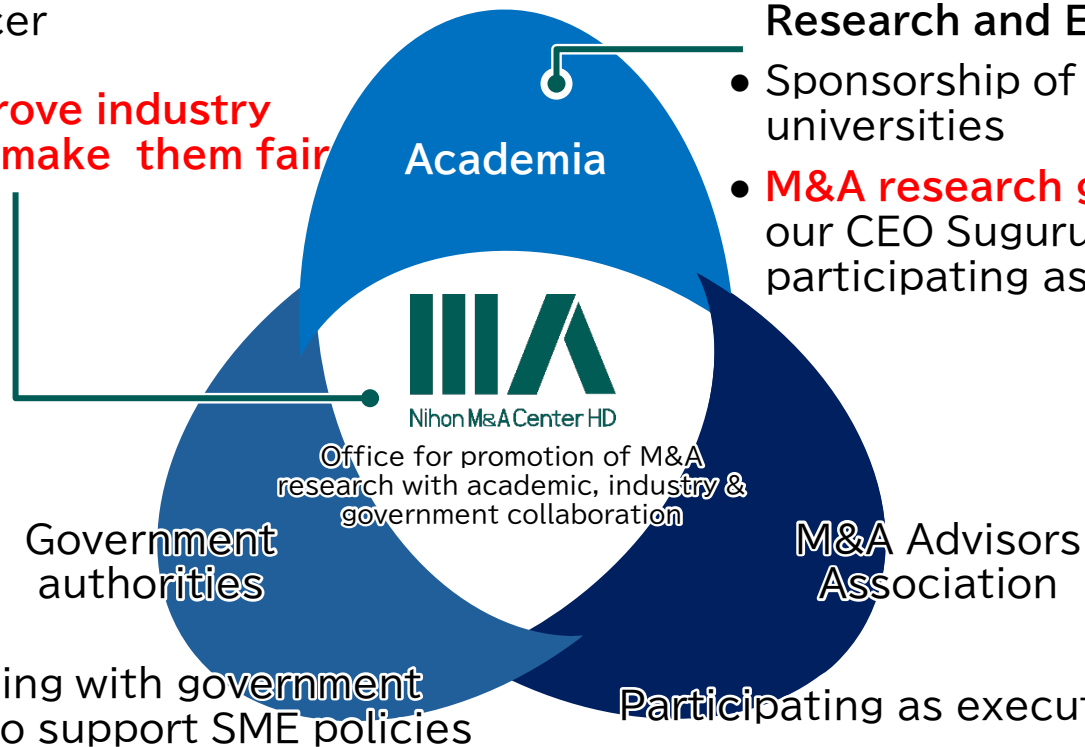 cer
rove industry
make them fair
Academia
Research and E
• Sponsorship of
universities
• M&A research g
our CEO Suguru
participating as
Nihon M&A Center HD
Office for promotion of M&A
research with academic, industry &
government collaboration
Government
authorities
M&A Advisors
Association
ing with government
o support SME policies
Participating as execut